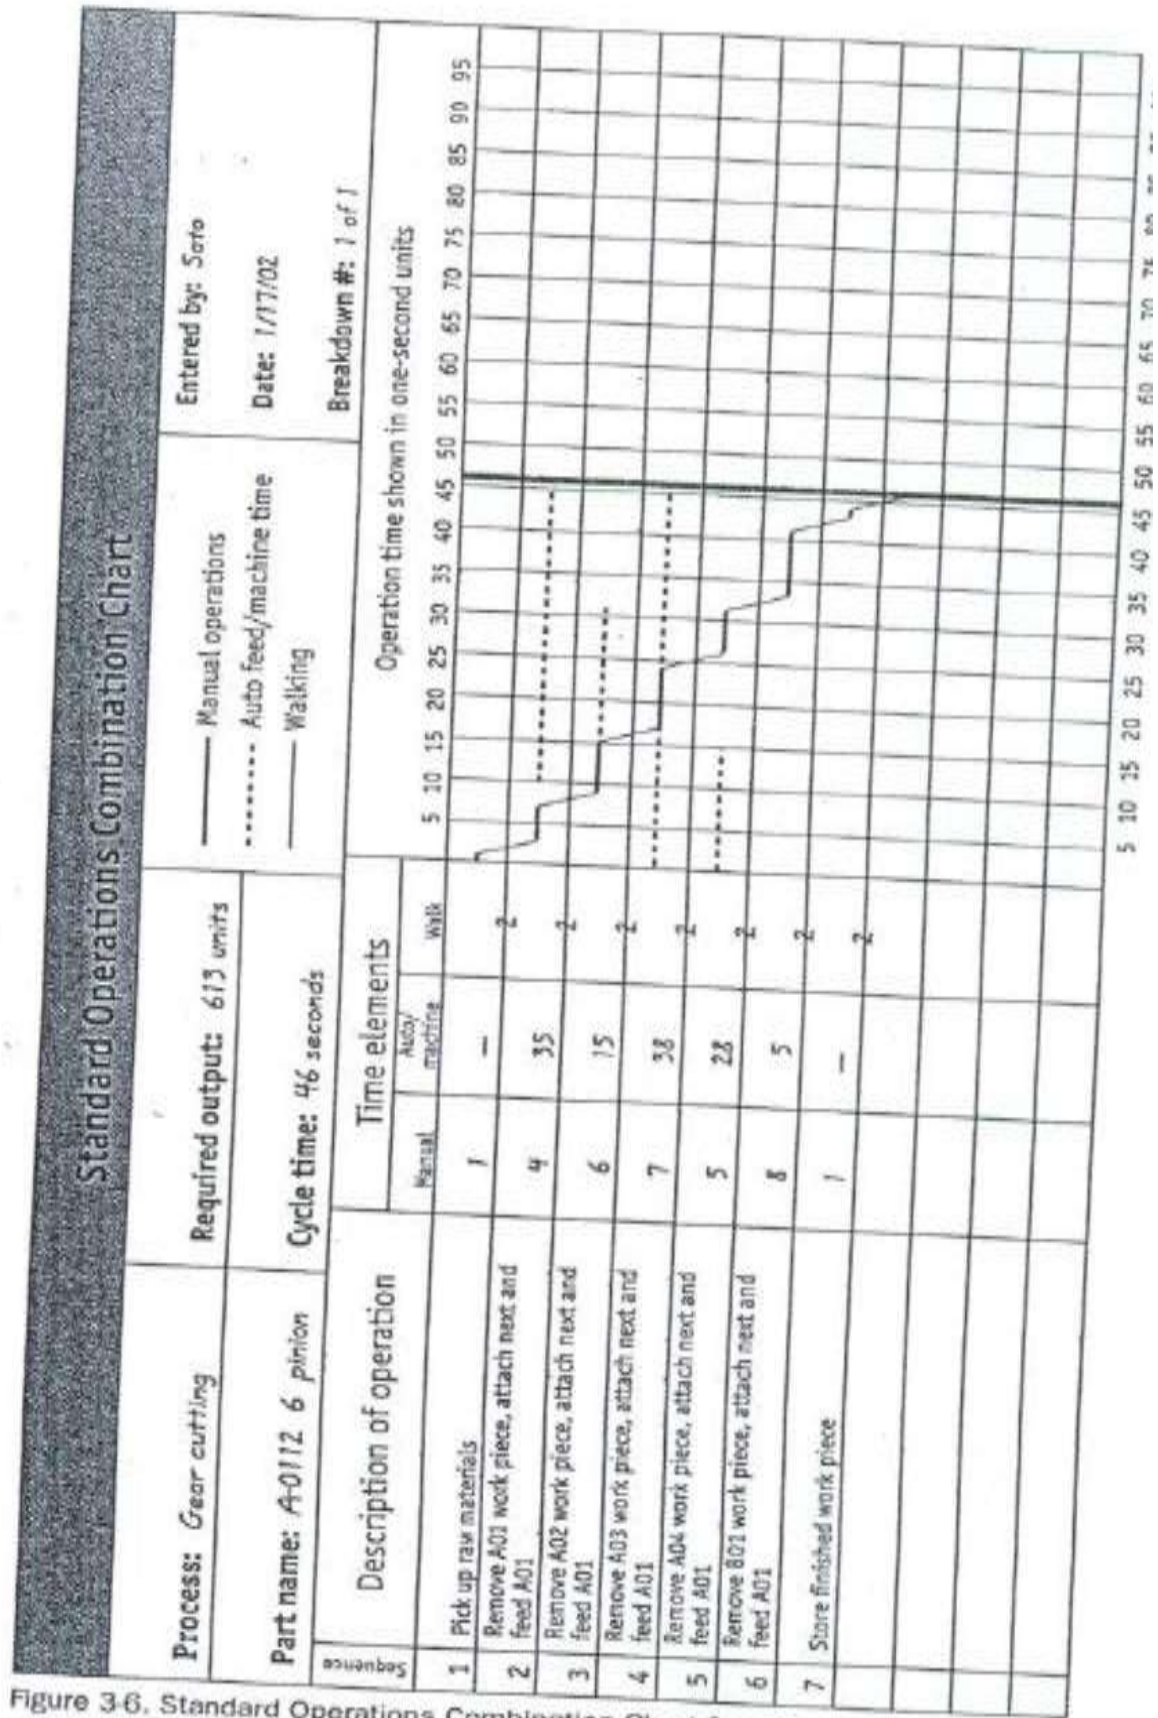 Standard Operations Combination Chart
Process: Gear cutting
Required output: 613 units
Part name: A-0112 6 pinion
Cycle time: 46 seconds
Manual operations
Auto feed/machine time
Walking
Entered by: Sato
Date: 1/17/02
Breakdown #: 1 of 1
Sequence
Description of operation
Time elements
Manual
Auto/
machine
Walk
Operation time shown in one-second units
5 10 15 20 25 30 35 40 45 50 55 60 65 70 75 80 85 90 95
1 Pick up raw materials 1 — 2
2 Remove A01 work piece, attach next and
feed A01 4 35 2
3 Remove A02 work piece, attach next and
feed A01 6 15 2
4 Remove A03 work piece, attach next and
feed A01 7 38 2
5 Remove A04 work piece, attach next and
feed A01 5 28 2
6 Remove B01 work piece, attach next and
feed A01 8 5 2
7 Store finished work piece 1 — 2
5 10 15 20 25 30 35 40 45 50 55 60 65 70 75 80 85
Figure 3-6. Standard Operations Combination